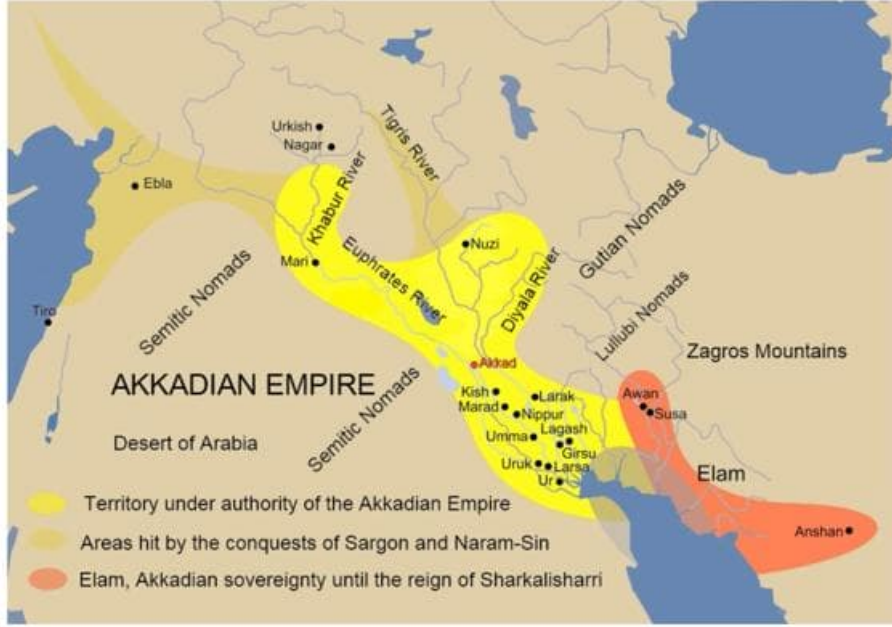 Urkish
Nagar
Tigris River
Ebla
Khabur River
Gutian Nomads
Nuzi
Mari
Euphrates River
Semitic Nomads
Diyala River
Lullubi Nomads
Tiro
Zagros Mountains
Akkad
AKKADIAN EMPIRE
Semitic Nomads
Kish
Larak
Awan
Marad
Nippur
Susa
Desert of Arabia
Umma
Lagash
Girsu
Uruk
Larsa
Elam
Ur
Territory under authority of the Akkadian Empire
Anshan
Areas hit by the conquests of Sargon and Naram-Sin
Elam, Akkadian sovereignty until the reign of Sharkalisharri